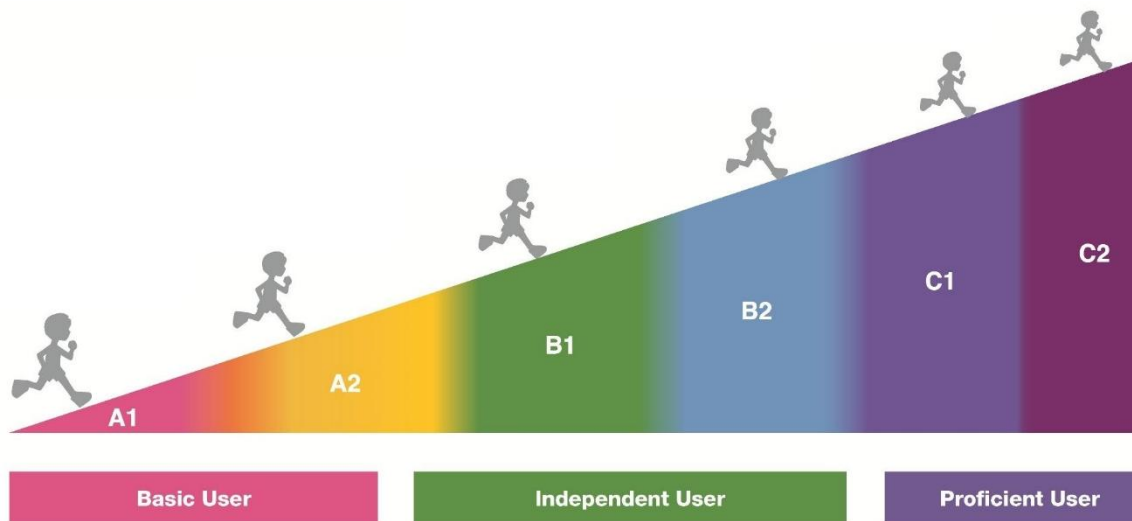 A1
A2
B1
B2
C1
C2
Basic User
Independent User
Proficient User